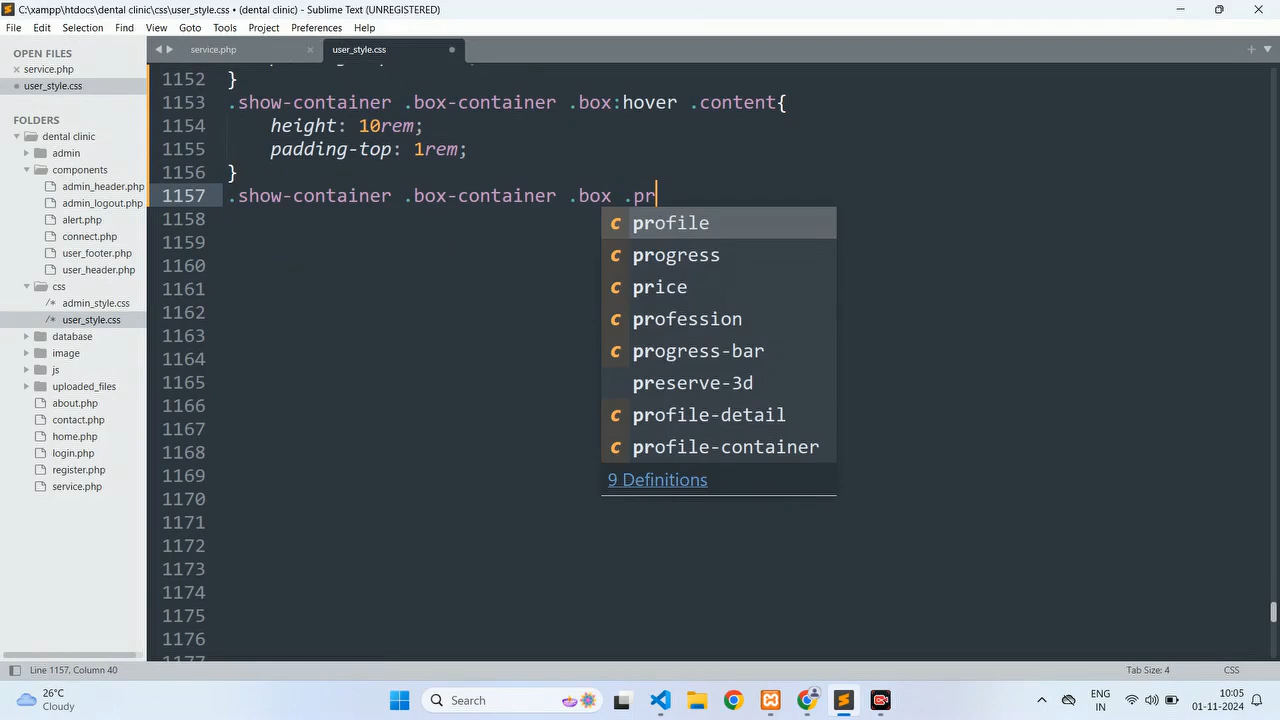 C:\xampp\htdocs\dental clinic\css\user_style.css • (dental clinic) - Sublime Text (UNREGISTERED)
File Edit Selection Find View Goto Tools Project Preferences Help
OPEN FILES
service.php
user_style.css
FOLDERS
dental clinic
admin
components
admin_header.php
admin_logout.php
alert.php
connect.php
user_footer.php
user_header.php
css
admin_style.css
user_style.css
database
image
js
uploaded_files
about.php
contact.php
home.php
login.php
register.php
service.php
service.php
user_style.css
1152 }
1153 .show-container .box-container .box:hover .content{
1154 height: 10rem;
1155 padding-top: 1rem;
1156 }
1157 .show-container .box-container .box .pr
1158
1159
1160
1161
1162
1163
1164
1165
1166
1167
1168
1169
1170
1171
1172
1173
1174
1175
1176
1177
c profile
c progress
c price
c profession
c progress-bar
preserve-3d
c profile-detail
c profile-container
9 Definitions
Line 1157, Column 40
Tab Size: 4
CSS
26°C
Cloudy
Search
ENG
IN
10:05
01-11-2024